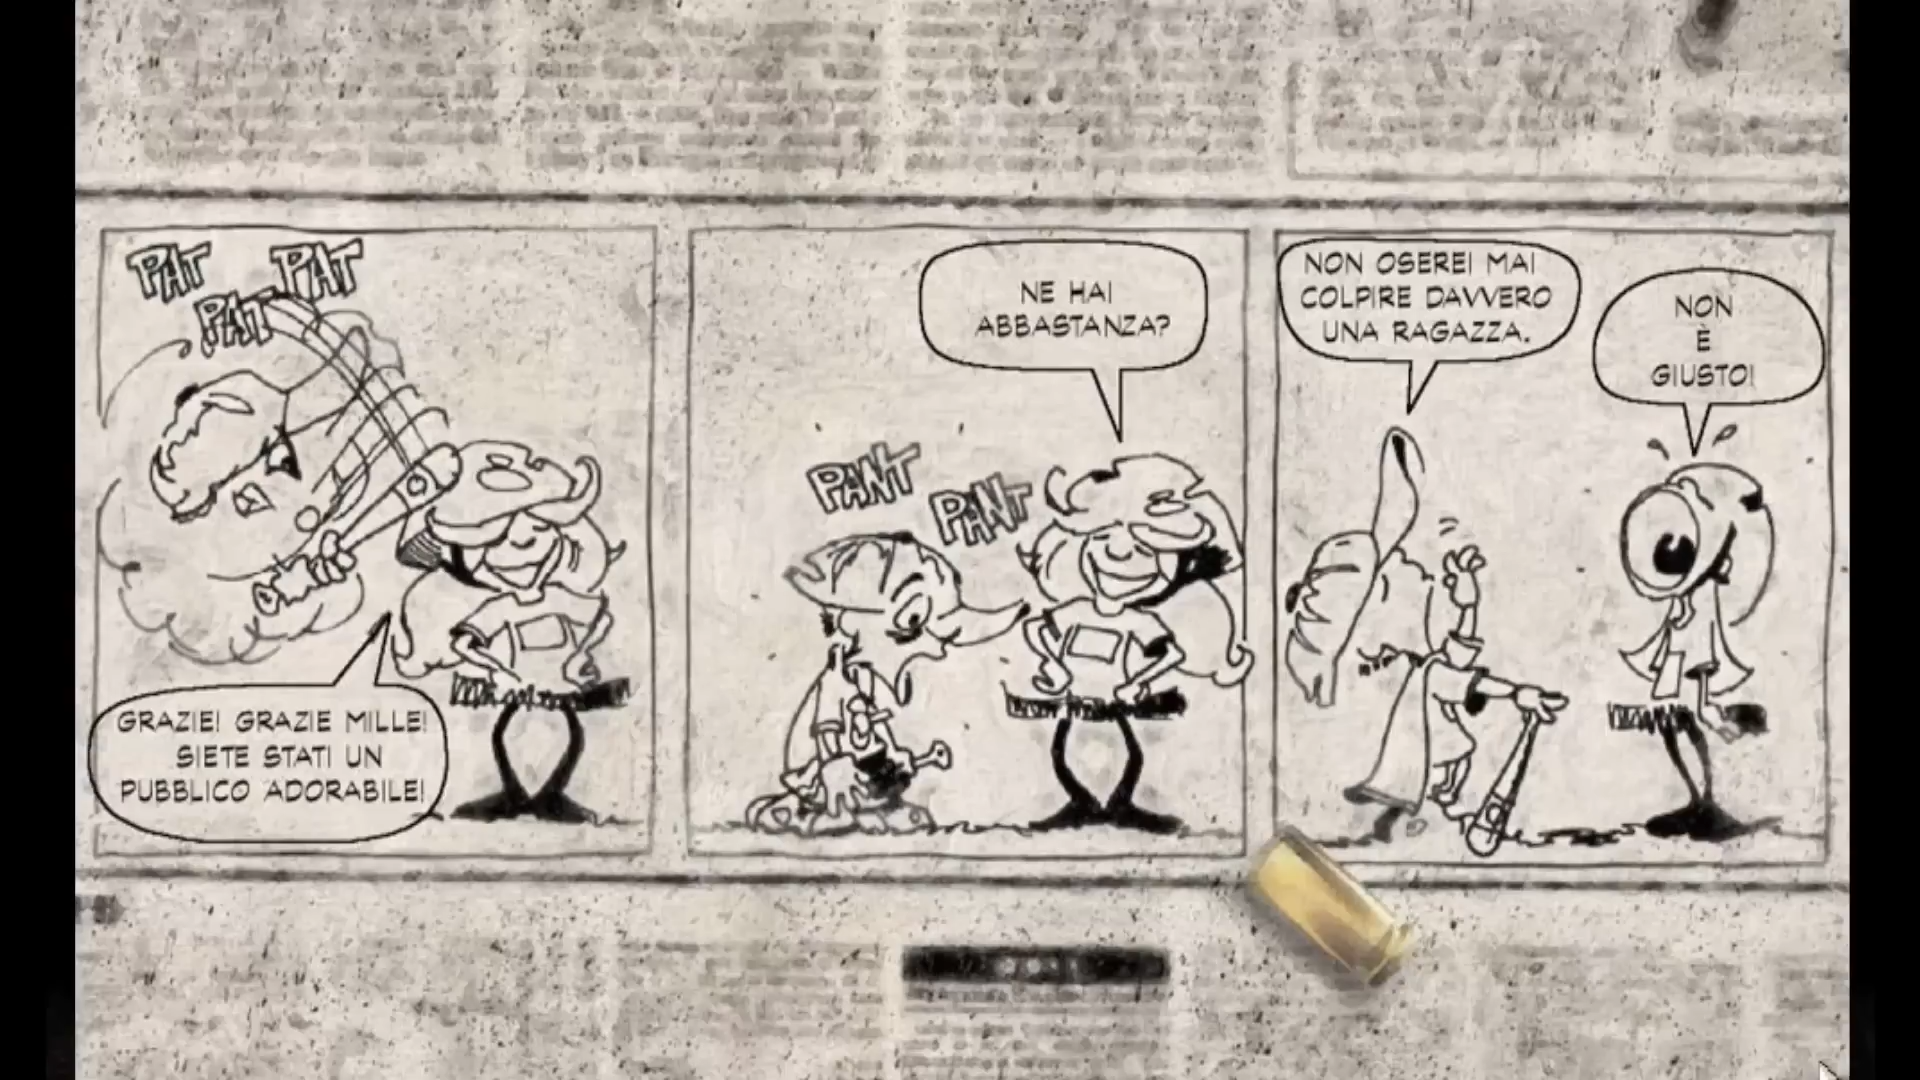 PAT
PAT
PAT
GRAZIE! GRAZIE MILLE!
SIETE STATI UN
PUBBLICO ADORABILE!
NE HAI
ABBASTANZA?
PANT
PANT
NON OSEREI MAI
COLPIRE DAVVERO
UNA RAGAZZA.
NON
È
GIUSTO!